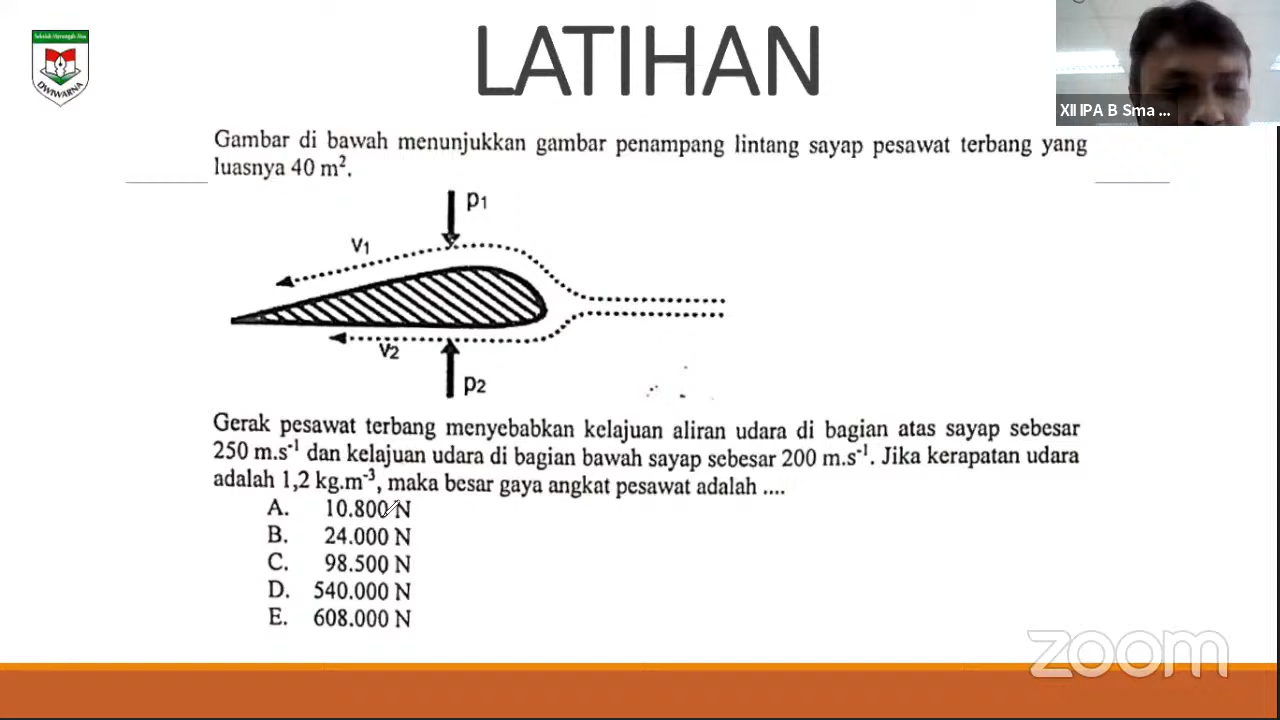 LATIHAN
DWIWARNA
XII IPA B Sma ...
Gambar di bawah menunjukkan gambar penampang lintang sayap pesawat terbang yang
luasnya 40 m².
p1
v1
v2
p2
Gerak pesawat terbang menyebabkan kelajuan aliran udara di bagian atas sayap sebesar
250 m.s⁻¹ dan kelajuan udara di bagian bawah sayap sebesar 200 m.s⁻¹. Jika kerapatan udara
adalah 1,2 kg.m⁻³, maka besar gaya angkat pesawat adalah ....
A. 10.800 N
B. 24.000 N
C. 98.500 N
D. 540.000 N
E. 608.000 N
zoom